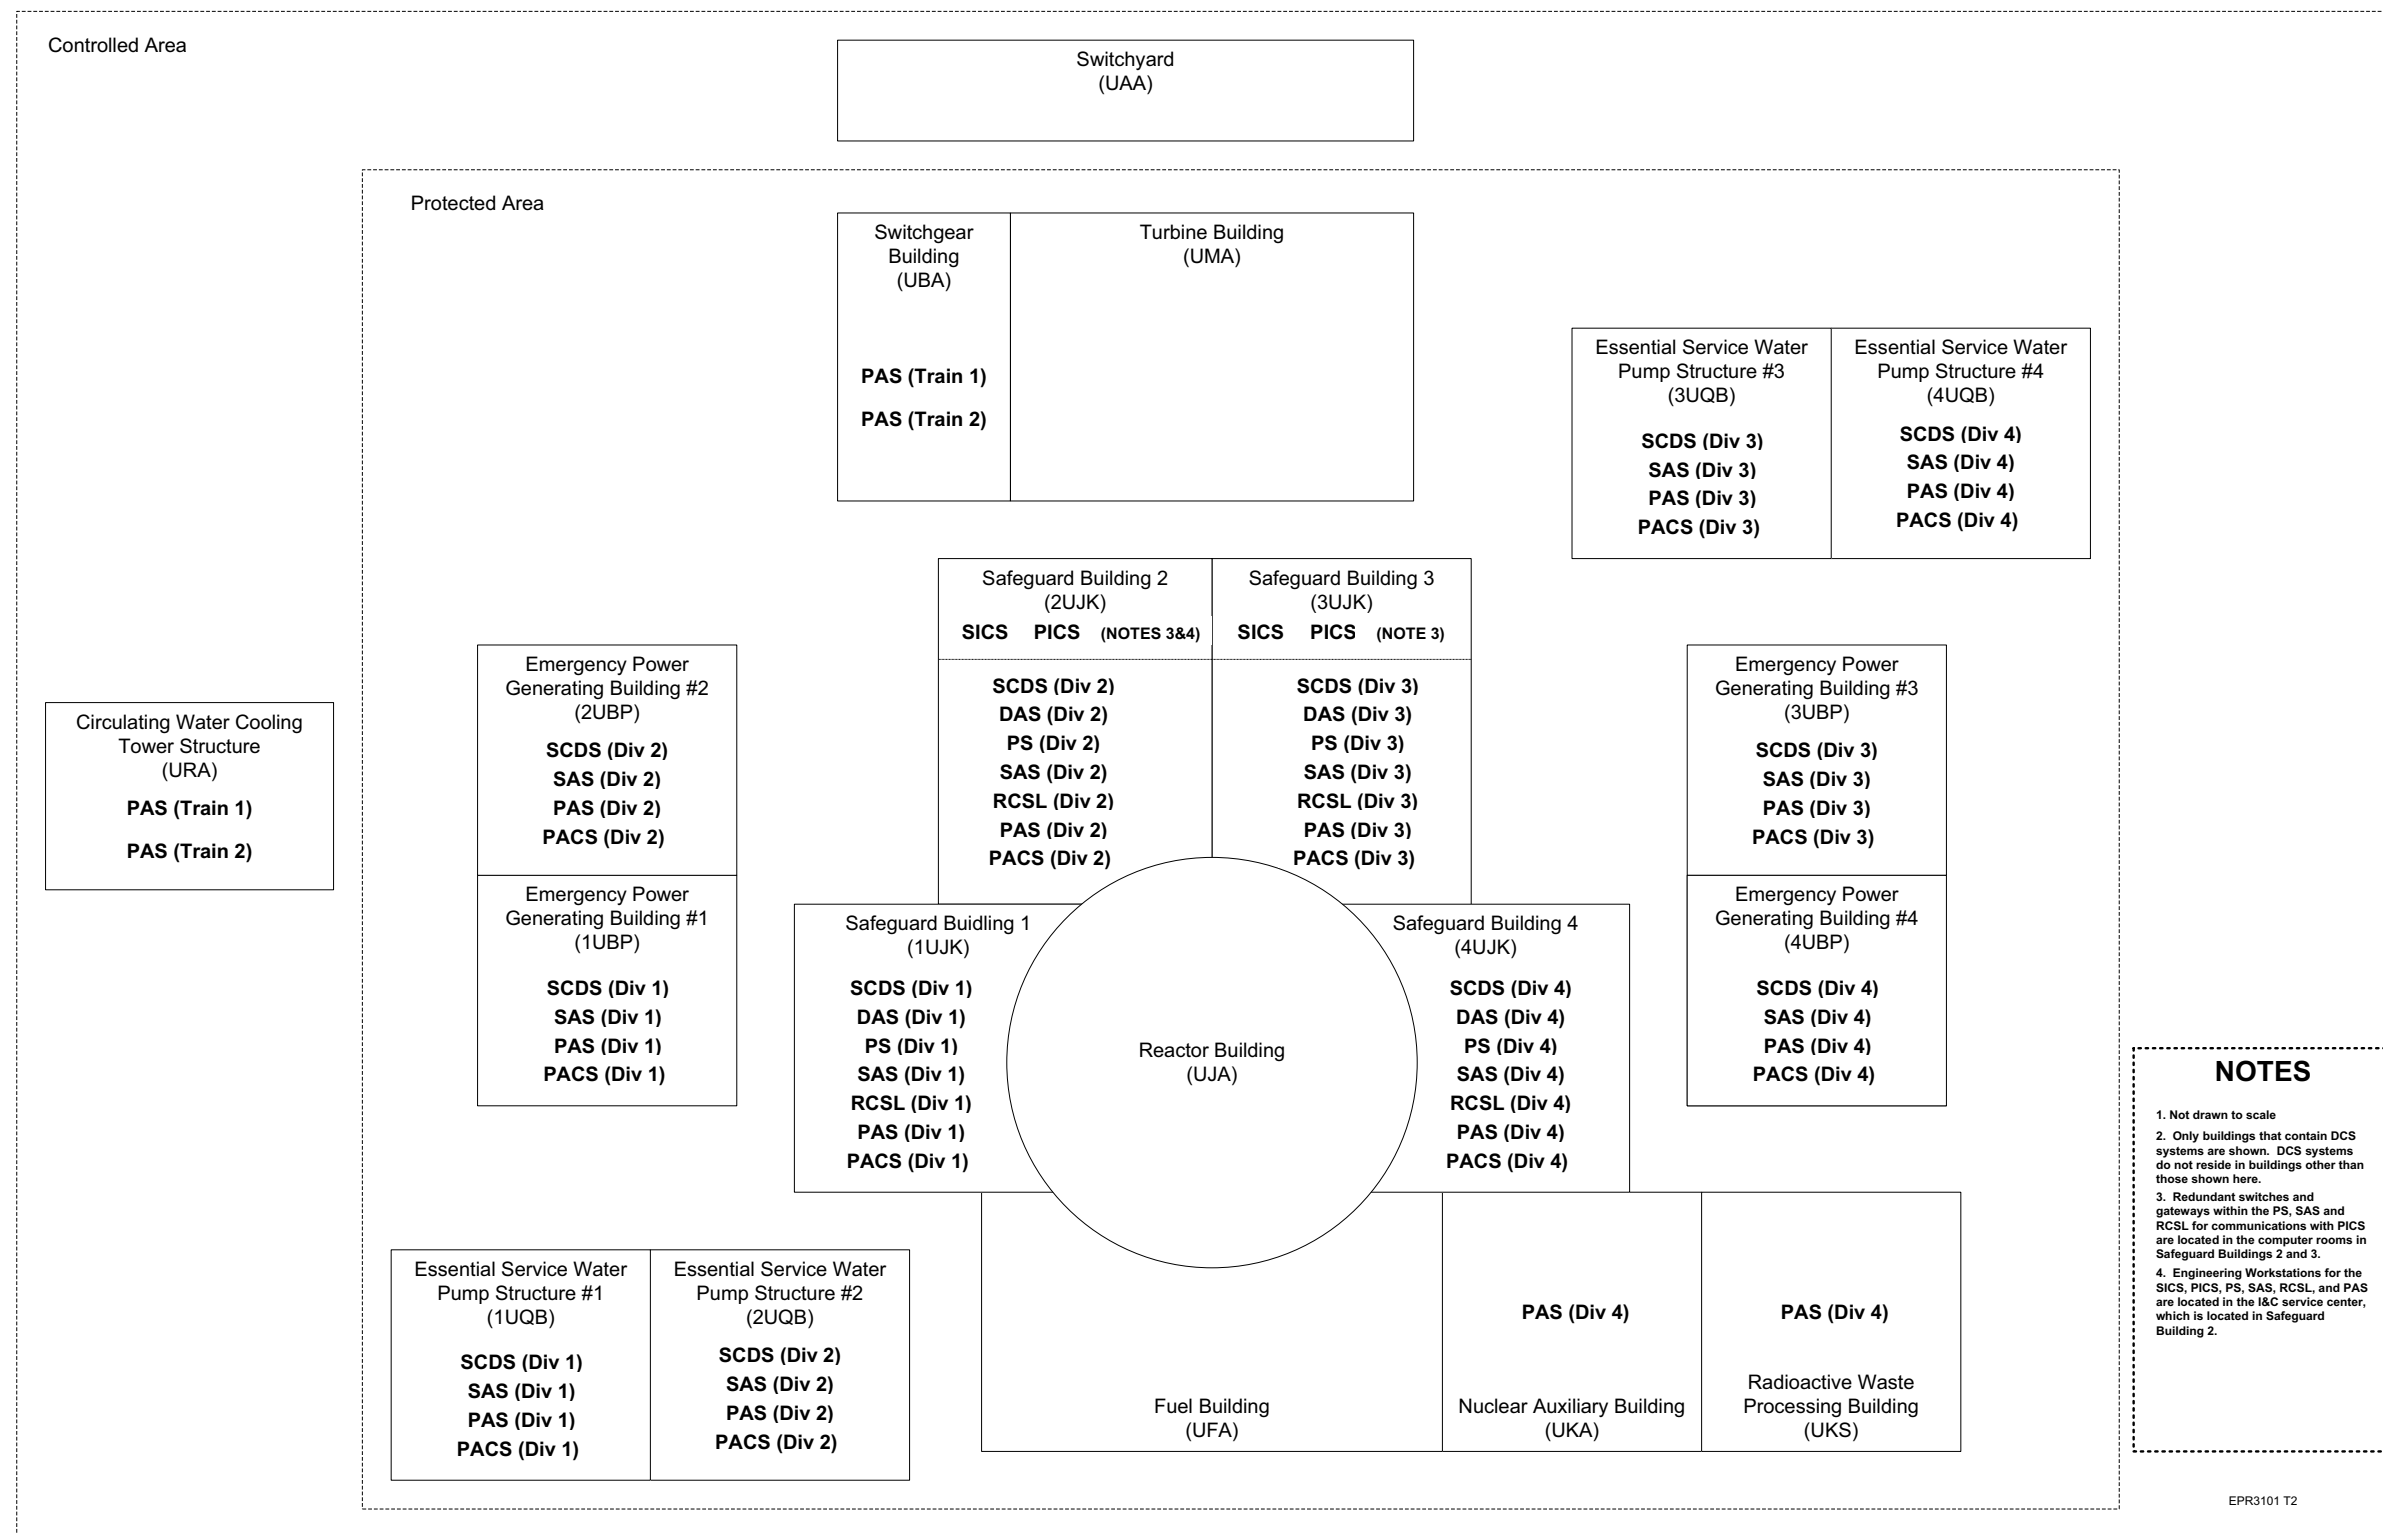 Controlled Area
Switchyard
(UAA)
Protected Area
Switchgear
Building
(UBA)
PAS (Train 1)
PAS (Train 2)
Turbine Building
(UMA)
Essential Service Water
Pump Structure #3
(3UQB)
SCDS (Div 3)
SAS (Div 3)
PAS (Div 3)
PACS (Div 3)
Essential Service Water
Pump Structure #4
(4UQB)
SCDS (Div 4)
SAS (Div 4)
PAS (Div 4)
PACS (Div 4)
Safeguard Building 2
(2UJK)
SICS PICS (NOTES 3&4)
SCDS (Div 2)
DAS (Div 2)
PS (Div 2)
SAS (Div 2)
RCSL (Div 2)
PAS (Div 2)
PACS (Div 2)
Safeguard Building 3
(3UJK)
SICS PICS (NOTE 3)
SCDS (Div 3)
DAS (Div 3)
PS (Div 3)
SAS (Div 3)
RCSL (Div 3)
PAS (Div 3)
PACS (Div 3)
Circulating Water Cooling
Tower Structure
(URA)
PAS (Train 1)
PAS (Train 2)
Emergency Power
Generating Building #2
(2UBP)
SCDS (Div 2)
SAS (Div 2)
PAS (Div 2)
PACS (Div 2)
Emergency Power
Generating Building #1
(1UBP)
SCDS (Div 1)
SAS (Div 1)
PAS (Div 1)
PACS (Div 1)
Emergency Power
Generating Building #3
(3UBP)
SCDS (Div 3)
SAS (Div 3)
PAS (Div 3)
PACS (Div 3)
Emergency Power
Generating Building #4
(4UBP)
SCDS (Div 4)
SAS (Div 4)
PAS (Div 4)
PACS (Div 4)
Safeguard Buidling 1
(1UJK)
SCDS (Div 1)
DAS (Div 1)
PS (Div 1)
SAS (Div 1)
RCSL (Div 1)
PAS (Div 1)
PACS (Div 1)
Reactor Building
(UJA)
Safeguard Building 4
(4UJK)
SCDS (Div 4)
DAS (Div 4)
PS (Div 4)
SAS (Div 4)
RCSL (Div 4)
PAS (Div 4)
PACS (Div 4)
Essential Service Water
Pump Structure #1
(1UQB)
SCDS (Div 1)
SAS (Div 1)
PAS (Div 1)
PACS (Div 1)
Essential Service Water
Pump Structure #2
(2UQB)
SCDS (Div 2)
SAS (Div 2)
PAS (Div 2)
PACS (Div 2)
Fuel Building
(UFA)
PAS (Div 4)
Nuclear Auxiliary Building
(UKA)
PAS (Div 4)
Radioactive Waste
Processing Building
(UKS)
NOTES
1. Not drawn to scale
2. Only buildings that contain DCS
systems are shown. DCS systems
do not reside in buildings other than
those shown here.
3. Redundant switches and
gateways within the PS, SAS and
RCSL for communications with PICS
are located in the computer rooms in
Safeguard Buildings 2 and 3.
4. Engineering Workstations for the
SICS, PICS, PS, SAS, RCSL, and PAS
are located in the I&C service center,
which is located in Safeguard
Building 2.
EPR3101 T2